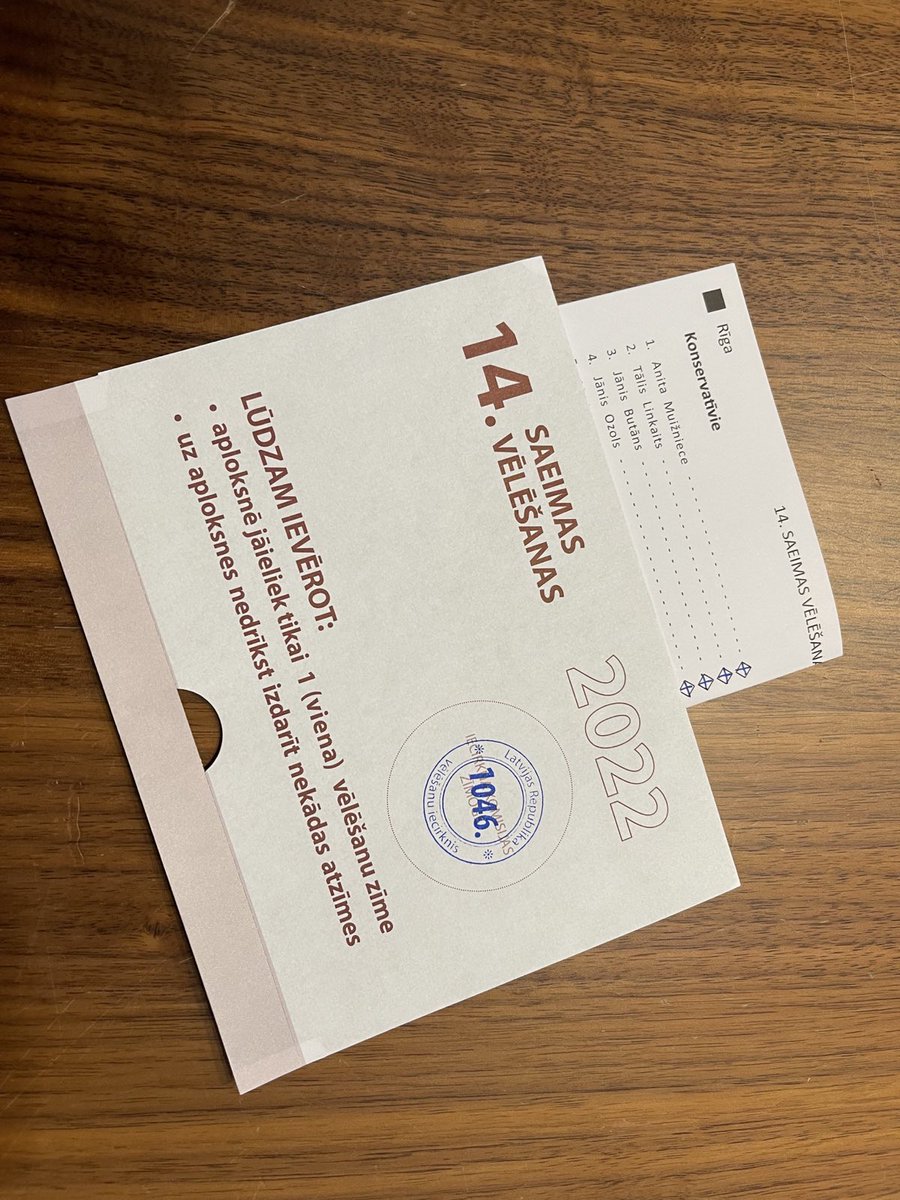 14. SAEIMAS VĒLĒŠAN
Rīga
Konservatīvie
1. Anita Muižniece
2. Tālis Linkaits
3. Jānis Butāns
4. Jānis Ozols
14. SAEIMAS
VĒLĒŠANAS
2022
LŪDZAM IEVĒROT:
• aploksnē jāieliek tikai 1 (viena) vēlēšanu zīme
• uz aploksnes nedrīkst izdarīt nekādas atzīmes
Latvijas Republika
1046.
vēlēšanu iecirknis